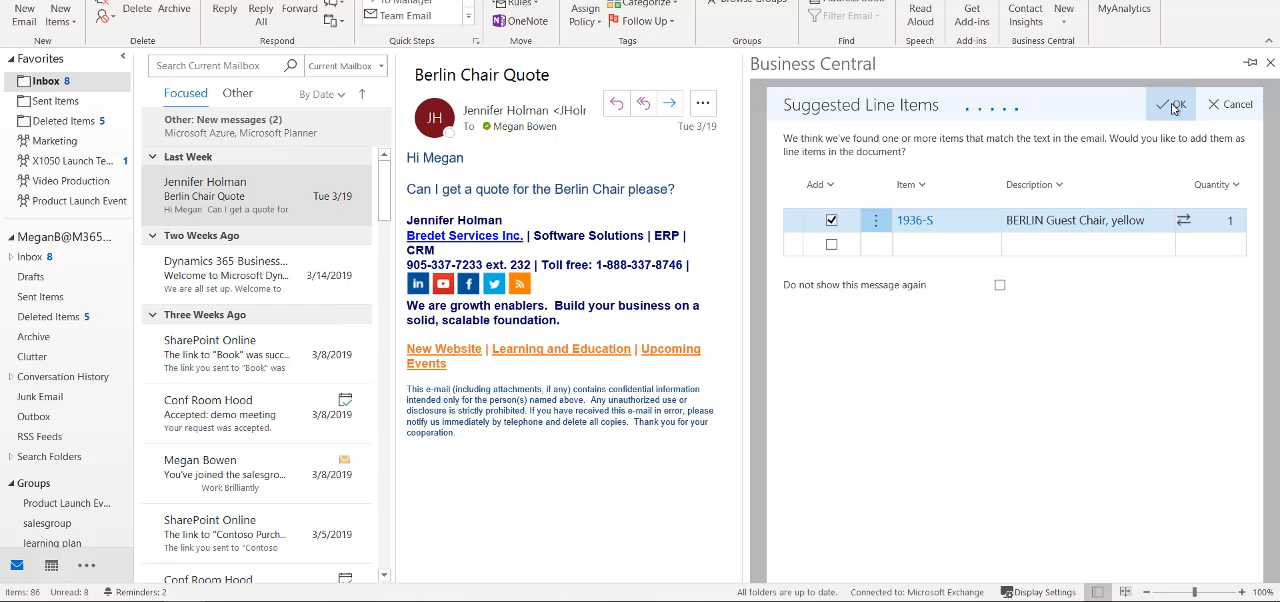 New
Items
New
Email
New
Delete
Archive
Delete
Reply
Reply
All
Forward
Respond
To Manager
Team Email
Quick Steps
Rules
OneNote
Move
Assign
Policy
Categorize
Follow Up
Tags
Browse Groups
Groups
Address Book
Filter Email
Find
Read
Aloud
Speech
Get
Add-ins
Add-ins
Contact
Insights
New
Business Central
MyAnalytics
Favorites
Inbox 8
Sent Items
Deleted Items 5
Marketing
X1050 Launch Te... 1
Video Production
Product Launch Event
MeganB@M365...
Inbox 8
Drafts
Sent Items
Deleted Items 5
Archive
Clutter
Conversation History
Junk Email
Outbox
RSS Feeds
Search Folders
Groups
Product Launch Ev...
salesgroup
learning plan
Search Current Mailbox
Current Mailbox
Focused
Other
By Date
Other: New messages (2)
Microsoft Azure, Microsoft Planner
Last Week
Jennifer Holman
Berlin Chair Quote
Tue 3/19
Hi Megan Can I get a quote for
Two Weeks Ago
Dynamics 365 Business...
Welcome to Microsoft Dyn...
3/14/2019
We are all set up. Welcome to
Three Weeks Ago
SharePoint Online
The link to "Book" was succ...
3/8/2019
The link you sent to "Book" was
Conf Room Hood
Accepted: demo meeting
3/8/2019
Your request was accepted.
Megan Bowen
You've joined the salesgro...
3/8/2019
Work Brilliantly
SharePoint Online
The link to "Contoso Purch...
3/5/2019
The link you sent to "Contoso
Conf Room Hood
Berlin Chair Quote
JH
Jennifer Holman <JHolr
To Megan Bowen
Tue 3/19
Hi Megan
Can I get a quote for the Berlin Chair please?
Jennifer Holman
Bredet Services Inc. | Software Solutions | ERP |
CRM
905-337-7233 ext. 232 | Toll free: 1-888-337-8746 |
We are growth enablers. Build your business on a
solid, scalable foundation.
New Website | Learning and Education | Upcoming
Events
This e-mail (including attachments, if any) contains confidential information
intended only for the person(s) named above. Any unauthorized use or
disclosure is strictly prohibited. If you have received this e-mail in error, please
notify us immediately by telephone and delete all copies. Thank you for your
cooperation.
Business Central
Suggested Line Items
OK
Cancel
We think we've found one or more items that match the text in the email. Would you like to add them as
line items in the document?
Add
Item
Description
Quantity
1936-S
BERLIN Guest Chair, yellow
1
Do not show this message again
Items: 86
Unread: 8
Reminders: 2
All folders are up to date.
Connected to: Microsoft Exchange
Display Settings
100%